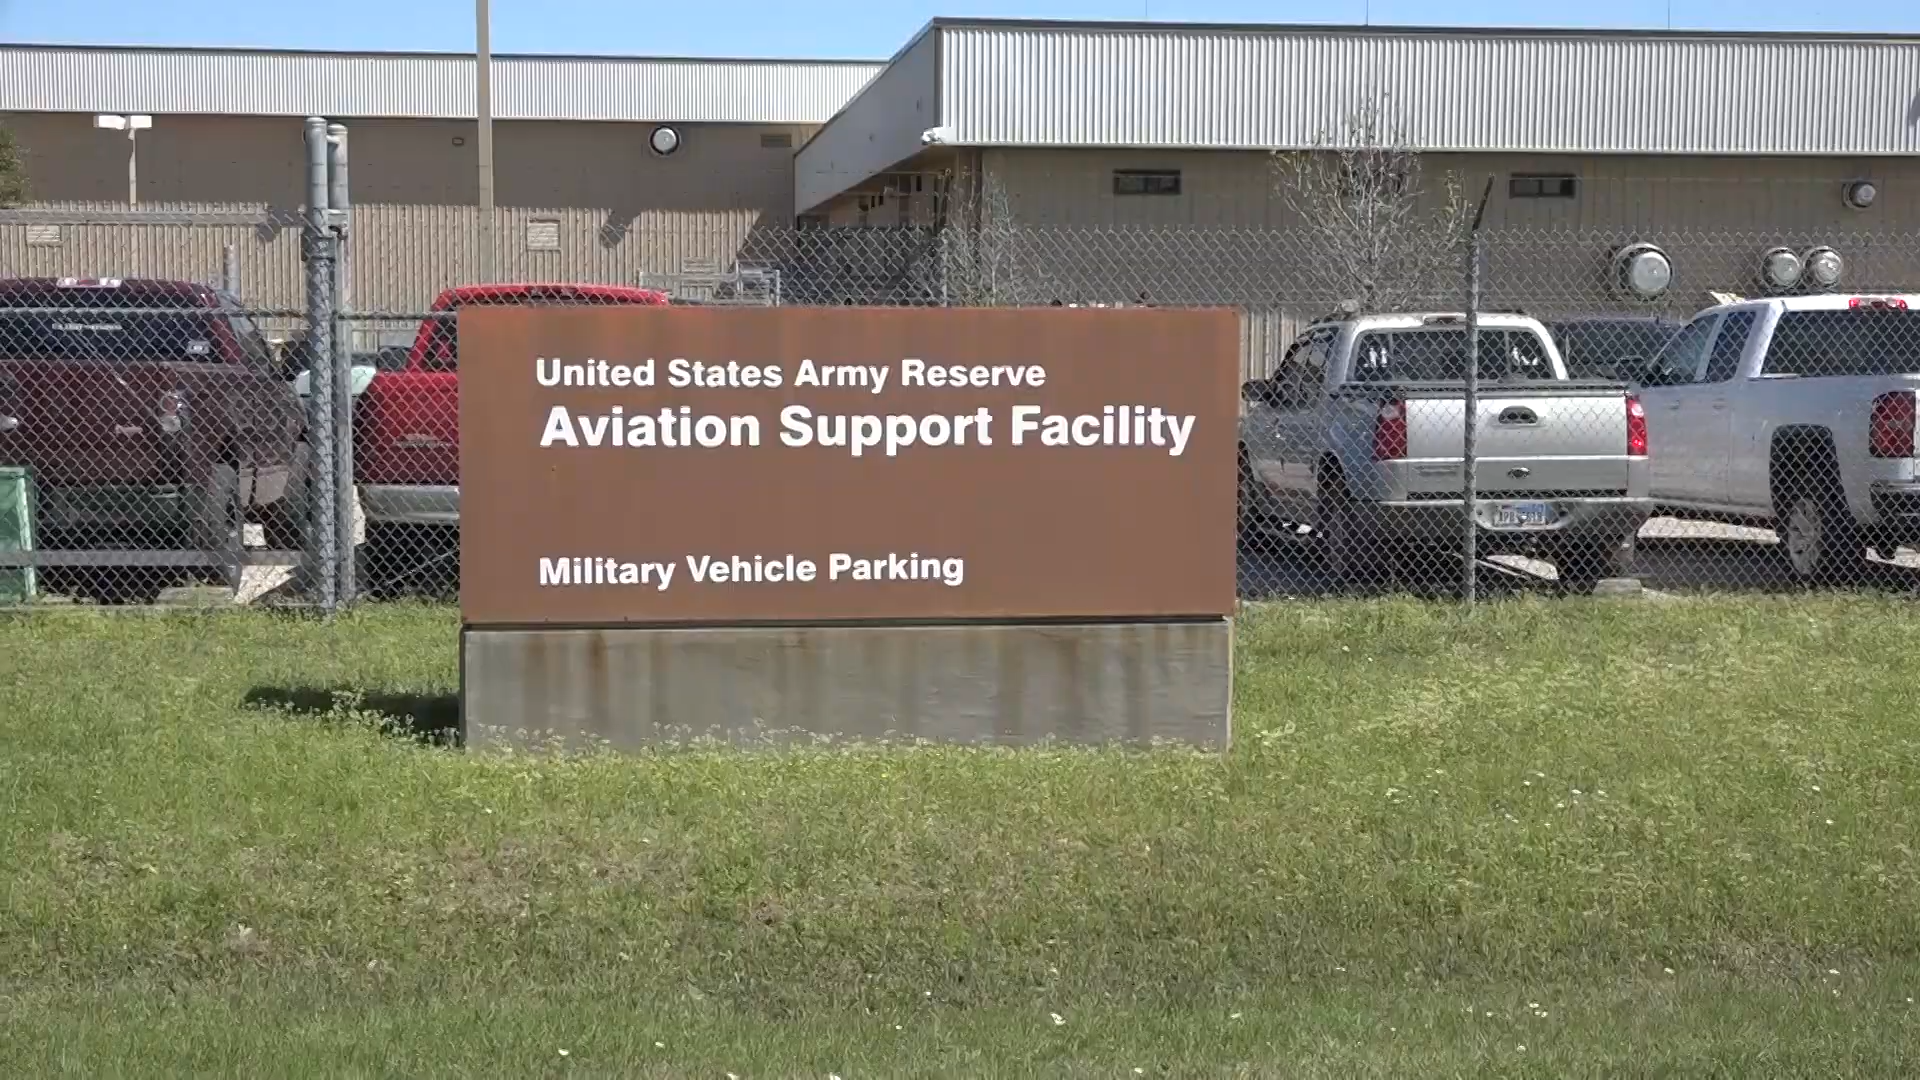 United States Army Reserve
Aviation Support Facility
Military Vehicle Parking